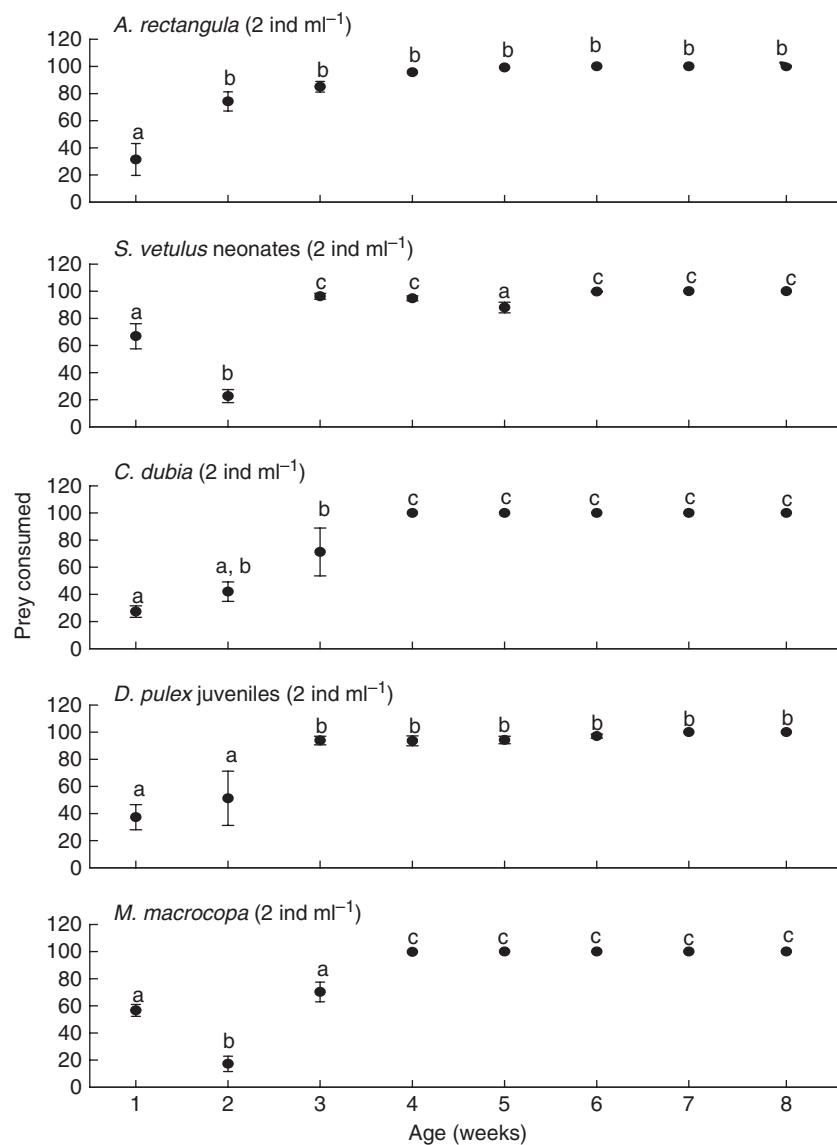 A. rectangula (2 ind ml⁻¹)
120
100
80
60
40
20
0
a
b
b
b
b
b
b
b
S. vetulus neonates (2 ind ml⁻¹)
120
100
80
60
40
20
0
a
b
c
c
a
c
c
c
C. dubia (2 ind ml⁻¹)
120
100
80
60
40
20
0
a
a, b
b
c
c
c
c
c
Prey consumed
D. pulex juveniles (2 ind ml⁻¹)
120
100
80
60
40
20
0
a
a
b
b
b
b
b
b
M. macrocopa (2 ind ml⁻¹)
120
100
80
60
40
20
0
a
b
a
c
c
c
c
c
1 2 3 4 5 6 7 8
Age (weeks)